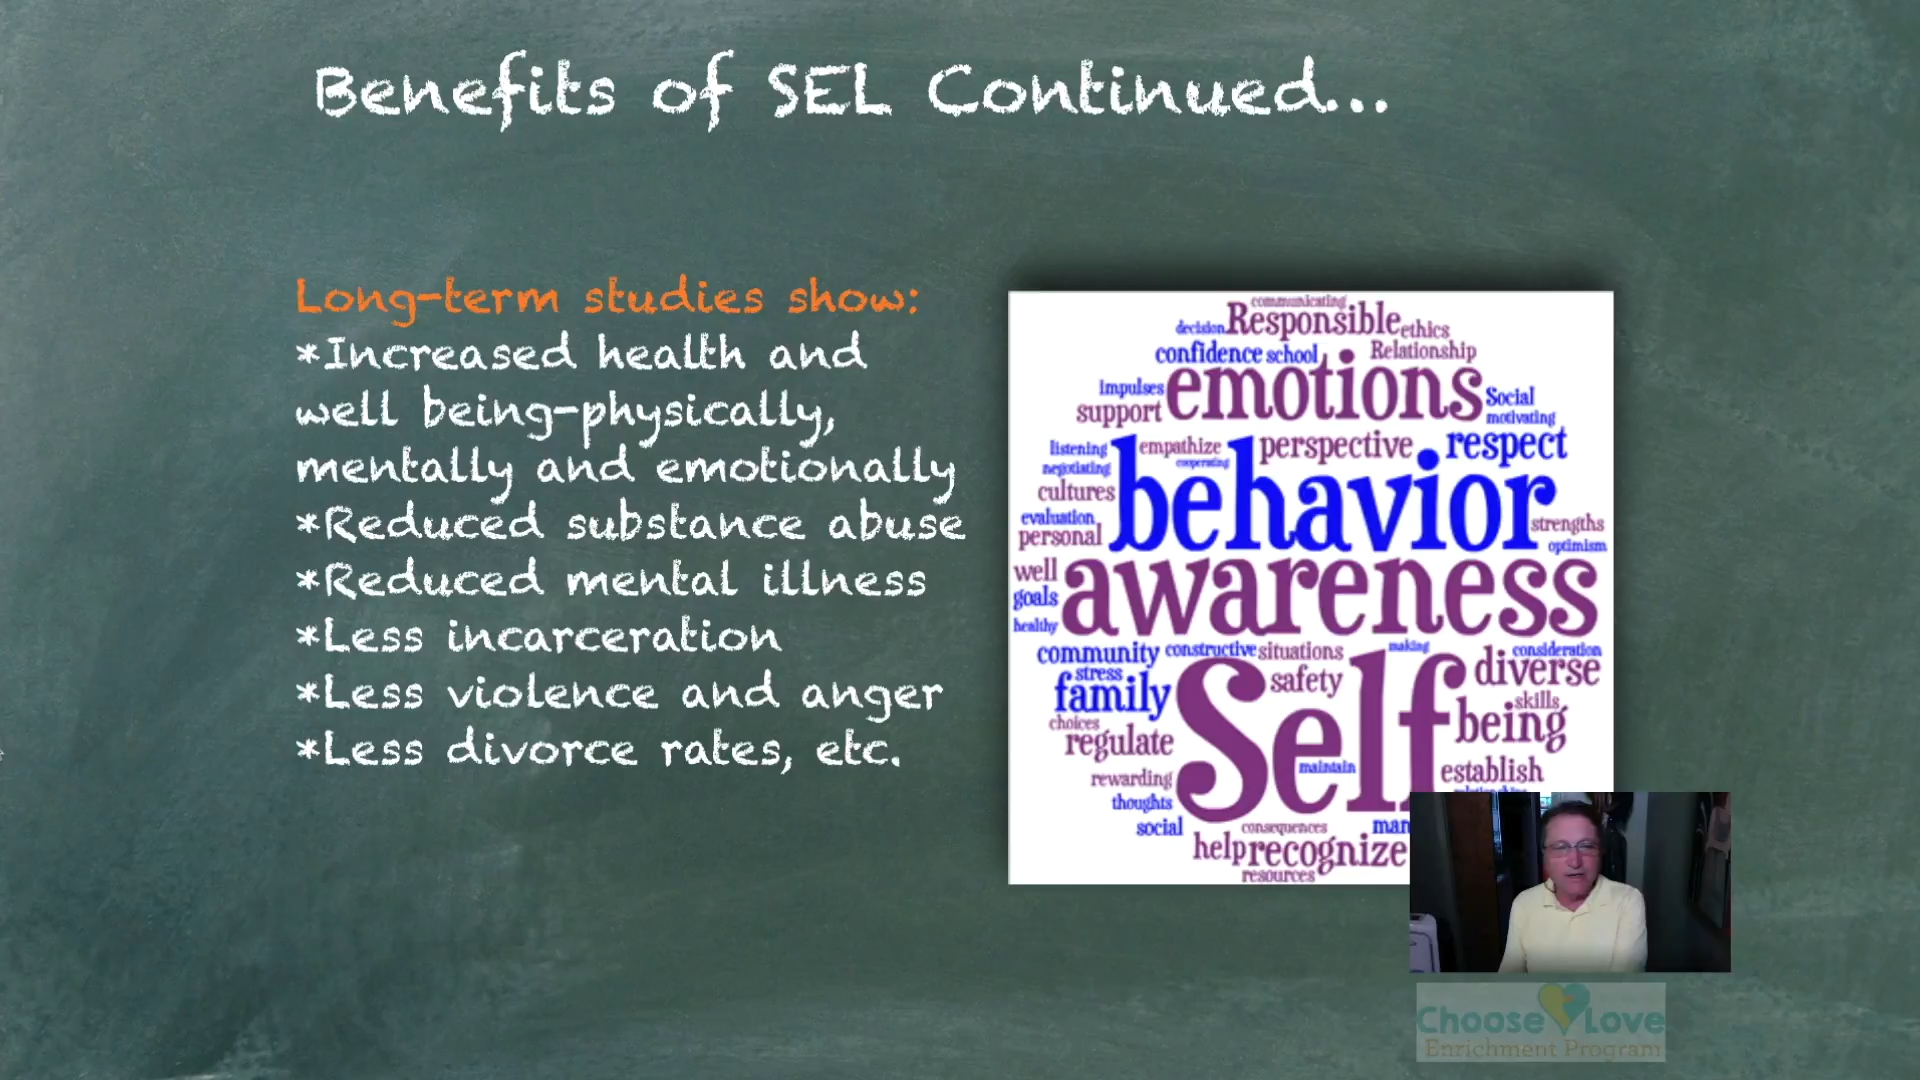 Benefits of SEL Continued...
Long-term studies show:
*Increased health and
well being-physically,
mentally and emotionally
*Reduced substance abuse
*Reduced mental illness
*Less incarceration
*Less violence and anger
*Less divorce rates, etc.
communicating
decision Responsible ethics
confidence school Relationship
impulses emotions Social
support motivating
listening empathize perspective respect
negotiating cooperating
cultures behavior
evaluation strengths
personal optimism
well awareness
goals
healthy
community constructive situations making consideration
stress safety diverse
family Self skills
choices being
regulate
rewarding maintain establish
thoughts
social consequences
help recognize
resources
Choose Love
Enrichment Program